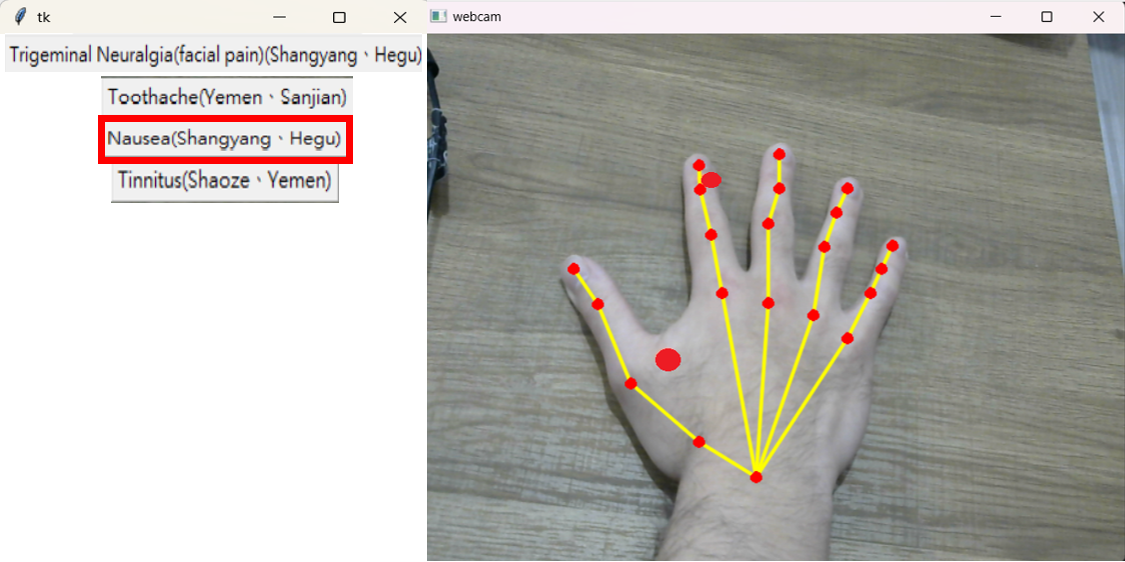 tk
webcam
Trigeminal Neuralgia(facial pain)(Shangyang、Hegu)
Toothache(Yemen、Sanjian)
Nausea(Shangyang、Hegu)
Tinnitus(Shaoze、Yemen)